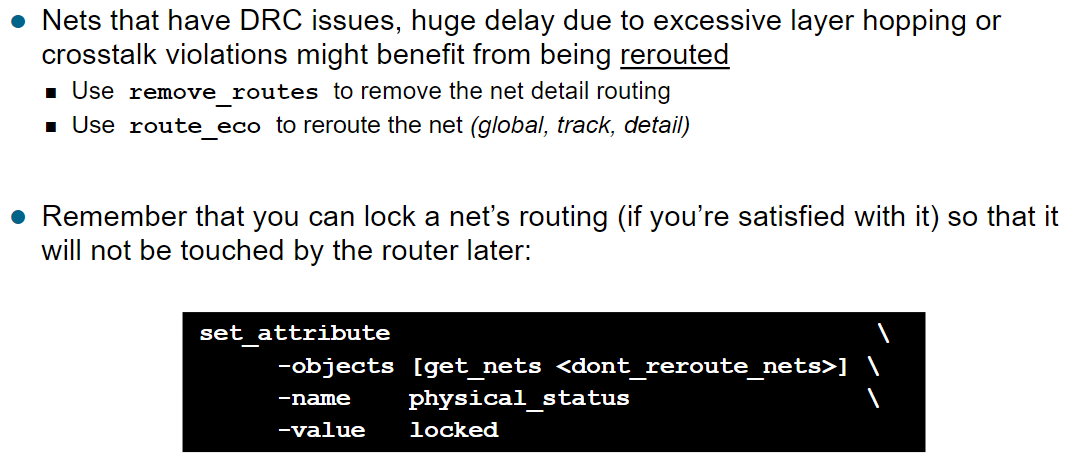 ● Nets that have DRC issues, huge delay due to excessive layer hopping or
crosstalk violations might benefit from being rerouted
■ Use remove_routes to remove the net detail routing
■ Use route_eco to reroute the net (global, track, detail)
● Remember that you can lock a net’s routing (if you’re satisfied with it) so that it
will not be touched by the router later:
set_attribute \
-objects [get_nets <dont_reroute_nets>] \
-name physical_status \
-value locked